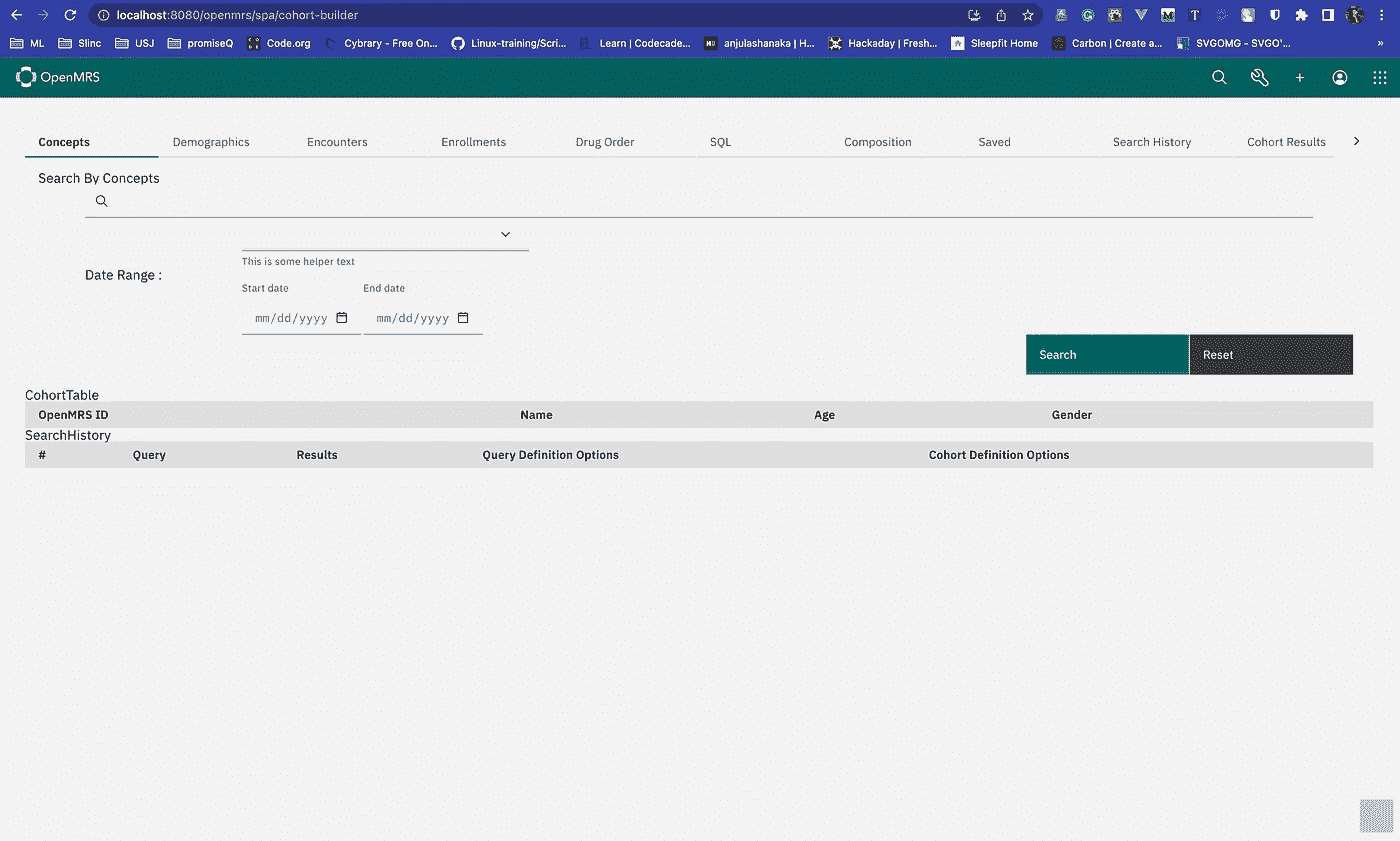 localhost:8080/openmrs/spa/cohort-builder
ML Slinc USJ promiseQ Code.org Cybrary - Free On... Linux-training/Scri... Learn | Codecade... anjulashanaka | H... Hackaday | Fresh... Sleepfit Home Carbon | Create a... SVGOMG - SVGO'... »
OpenMRS
Concepts Demographics Encounters Enrollments Drug Order SQL Composition Saved Search History Cohort Results
Search By Concepts
This is some helper text
Date Range :
Start date End date
mm/dd/yyyy mm/dd/yyyy
Search Reset
CohortTable
OpenMRS ID Name Age Gender
SearchHistory
# Query Results Query Definition Options Cohort Definition Options